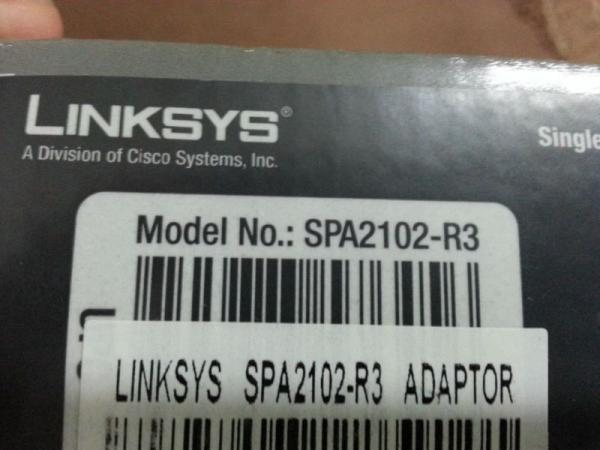 LINKSYS®
A Division of Cisco Systems, Inc.
Single
Model No.: SPA2102-R3
LINKSYS SPA2102-R3 ADAPTOR